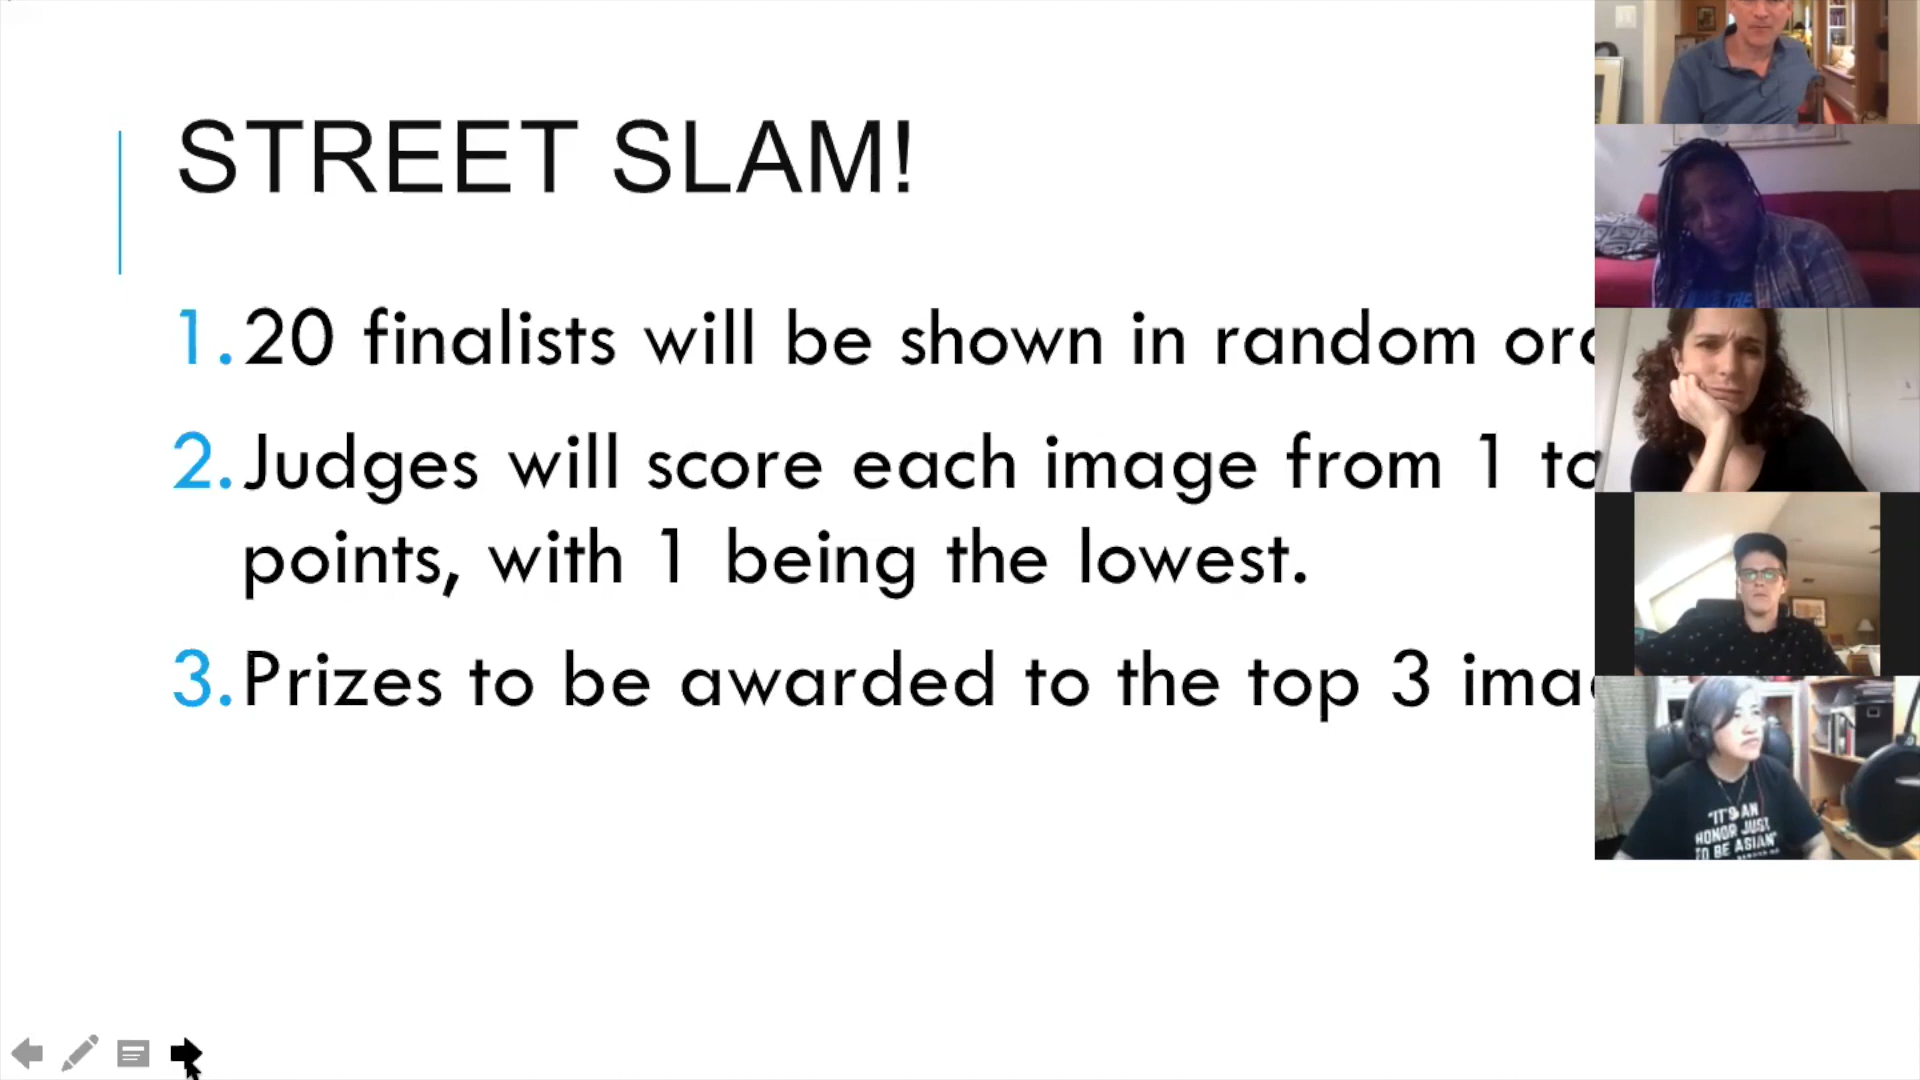 STREET SLAM!
1. 20 finalists will be shown in random
2. Judges will score each image from 1 to
points, with 1 being the lowest.
3. Prizes to be awarded to the top 3
"IT'S AN
HONOR JUST
TO BE ASIAN"